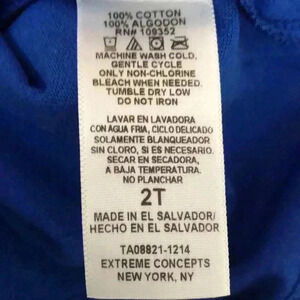 100% COTTON
100% ALGODON
RN# 109352
MACHINE WASH COLD,
GENTLE CYCLE
ONLY NON-CHLORINE
BLEACH WHEN NEEDED.
TUMBLE DRY LOW
DO NOT IRON
LAVAR EN LAVADORA
CON AGUA FRIA, CICLO DELICADO
SOLAMENTE BLANQUEADOR
SIN CLORO, SI ES NECESARIO.
SECAR EN SECADORA,
A BAJA TEMPERATURA.
NO PLANCHAR
2T
MADE IN EL SALVADOR/
HECHO EN EL SALVADOR
TA08821-1214
EXTREME CONCEPTS
NEW YORK, NY